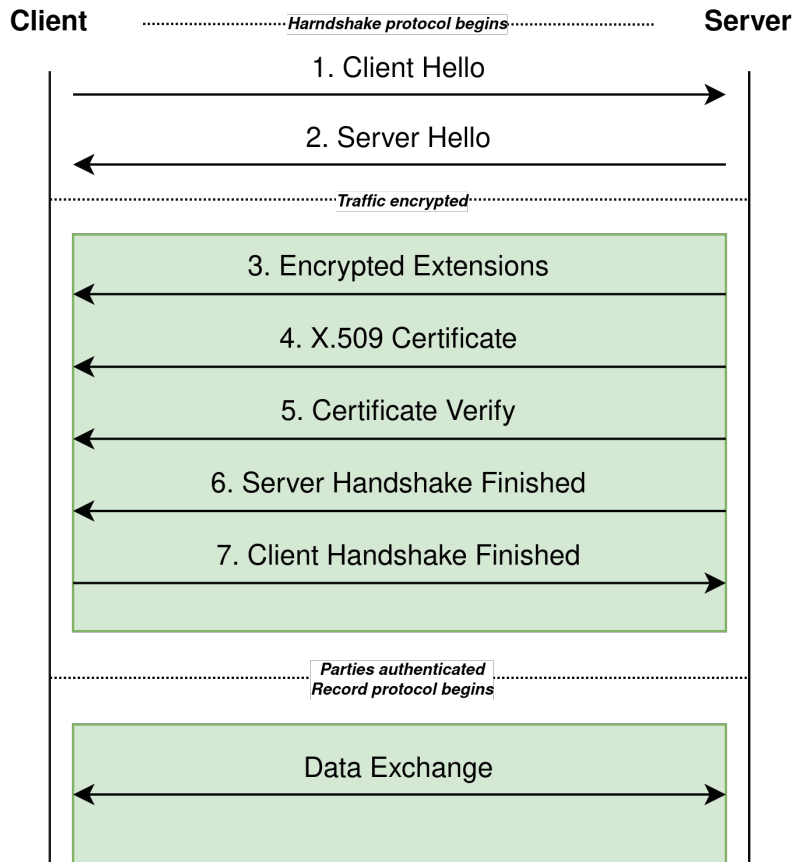 Client
Harndshake protocol begins
Server
1. Client Hello
2. Server Hello
Traffic encrypted
3. Encrypted Extensions
4. X.509 Certificate
5. Certificate Verify
6. Server Handshake Finished
7. Client Handshake Finished
Parties authenticated
Record protocol begins
Data Exchange